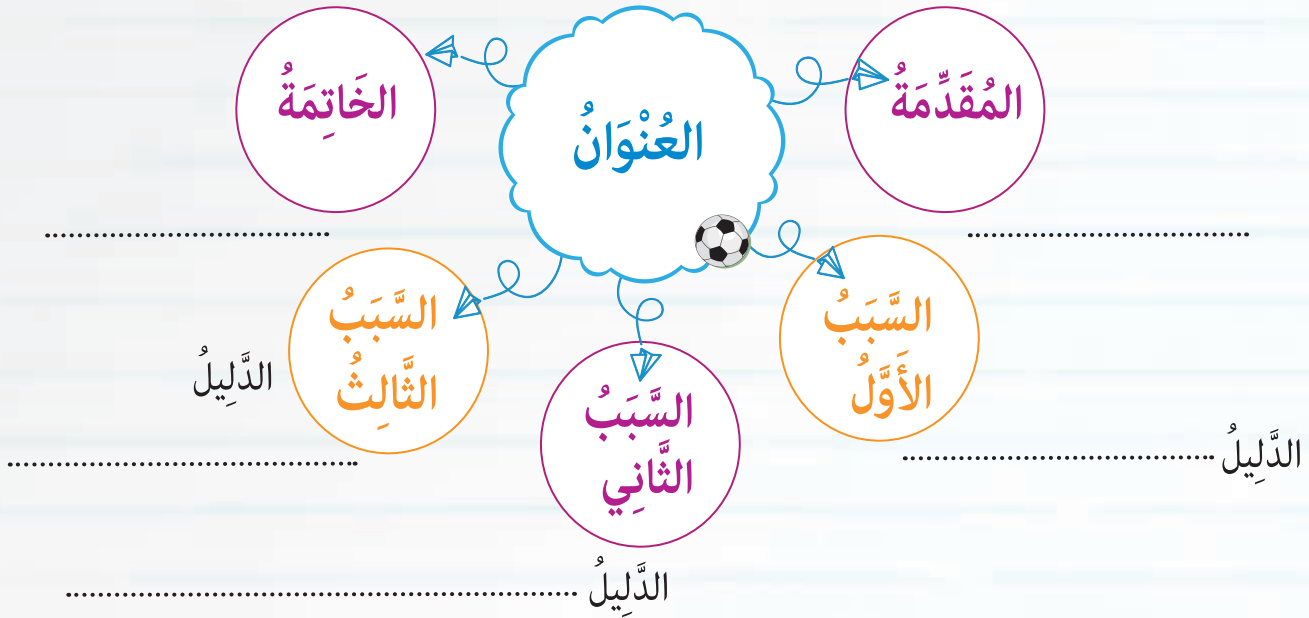 العُنْوَانُ
المُقَدِّمَةُ
الخَاتِمَةُ
السَّبَبُ
الأَوَّلُ
الدَّلِيلُ
السَّبَبُ
الثَّانِي
الدَّلِيلُ
السَّبَبُ
الثَّالِثُ
الدَّلِيلُ